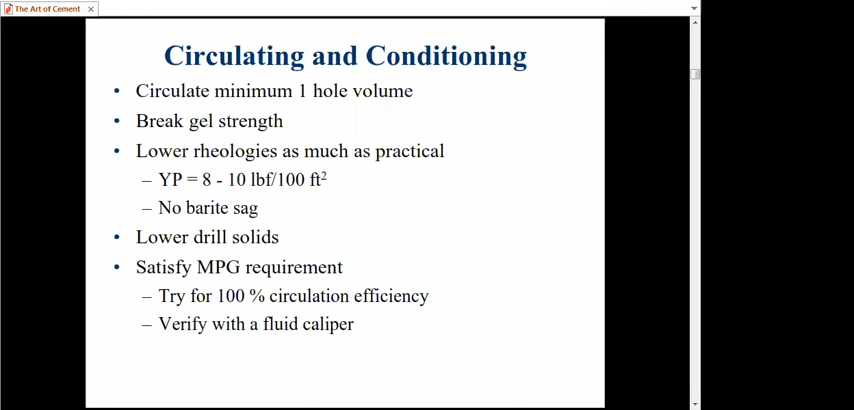 The Art of Cement
Circulating and Conditioning
• Circulate minimum 1 hole volume
• Break gel strength
• Lower rheologies as much as practical
– YP = 8 - 10 lbf/100 ft²
– No barite sag
• Lower drill solids
• Satisfy MPG requirement
– Try for 100 % circulation efficiency
– Verify with a fluid caliper